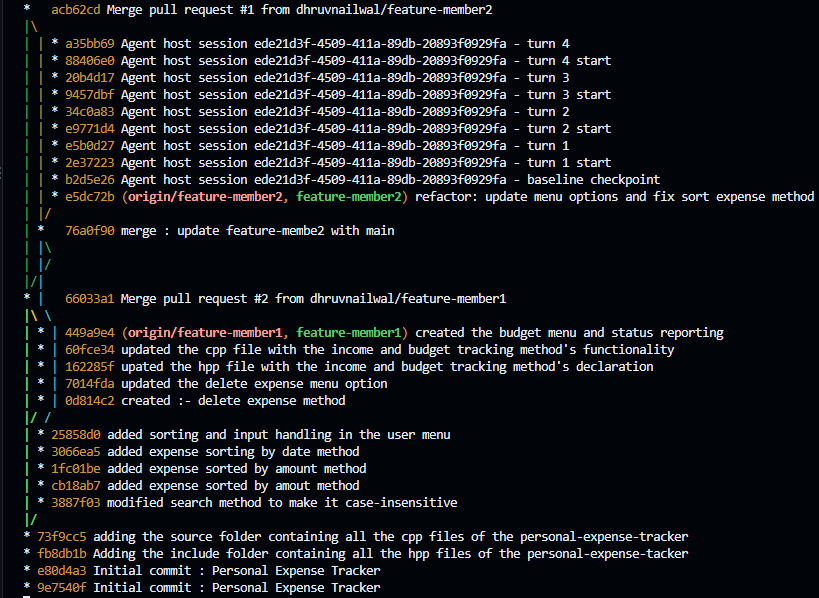 *   acb62cd Merge pull request #1 from dhruvnailwal/feature-member2
|\
| | * a35bb69 Agent host session ede21d3f-4509-411a-89db-20893f0929fa - turn 4
| | * 88406e0 Agent host session ede21d3f-4509-411a-89db-20893f0929fa - turn 4 start
| | * 20b4d17 Agent host session ede21d3f-4509-411a-89db-20893f0929fa - turn 3
| | * 9457dbf Agent host session ede21d3f-4509-411a-89db-20893f0929fa - turn 3 start
| | * 34c0a83 Agent host session ede21d3f-4509-411a-89db-20893f0929fa - turn 2
| | * e9771d4 Agent host session ede21d3f-4509-411a-89db-20893f0929fa - turn 2 start
| | * e5b0d27 Agent host session ede21d3f-4509-411a-89db-20893f0929fa - turn 1
| | * 2e37223 Agent host session ede21d3f-4509-411a-89db-20893f0929fa - turn 1 start
| | * b2d5e26 Agent host session ede21d3f-4509-411a-89db-20893f0929fa - baseline checkpoint
| | * e5dc72b (origin/feature-member2, feature-member2) refactor: update menu options and fix sort expense method
| |/
| *   76a0f90 merge : update feature-membe2 with main
| |\
| |/
|/|
* |   66033a1 Merge pull request #2 from dhruvnailwal/feature-member1
|\ \
| * | 449a9e4 (origin/feature-member1, feature-member1) created the budget menu and status reporting
| * | 60fce34 updated the cpp file with the income and budget tracking method's functionality
| * | 162285f upated the hpp file with the income and budget tracking method's declaration
| * | 7014fda updated the delete expense menu option
| * | 0d814c2 created :- delete expense method
|/ /
| * 25858d0 added sorting and input handling in the user menu
| * 3066ea5 added expense sorting by date method
| * 1fc01be added expense sorted by amount method
| * cb18ab7 added expense sorted by amout method
| * 3887f03 modified search method to make it case-insensitive
|/
* 73f9cc5 adding the source folder containing all the cpp files of the personal-expense-tracker
* fb8db1b Adding the include folder containing all the hpp files of the personal-expense-tacker
* e80d4a3 Initial commit : Personal Expense Tracker
* 9e7540f Initial commit : Personal Expense Tracker